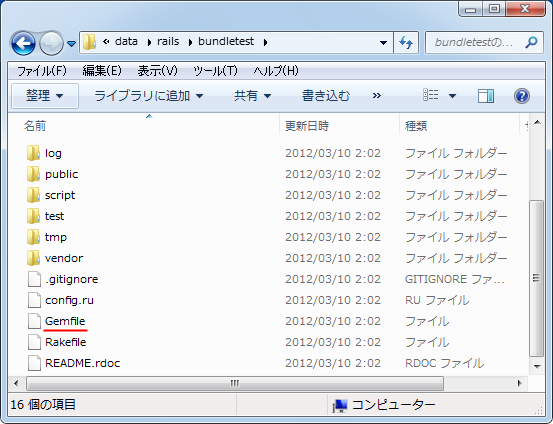 « data ▸ rails ▸ bundletest ▸ bundletestの...
ファイル(F) 編集(E) 表示(V) ツール(T) ヘルプ(H)
整理 ライブラリに追加 共有 書き込む »
名前 更新日時 種類
log 2012/03/10 2:02 ファイル フォルダー
public 2012/03/10 2:02 ファイル フォルダー
script 2012/03/10 2:02 ファイル フォルダー
test 2012/03/10 2:02 ファイル フォルダー
tmp 2012/03/10 2:02 ファイル フォルダー
vendor 2012/03/10 2:02 ファイル フォルダー
.gitignore 2012/03/10 2:02 GITIGNORE ファ...
config.ru 2012/03/10 2:02 RU ファイル
Gemfile 2012/03/10 2:02 ファイル
Rakefile 2012/03/10 2:02 ファイル
README.rdoc 2012/03/10 2:02 RDOC ファイル
16 個の項目 コンピューター